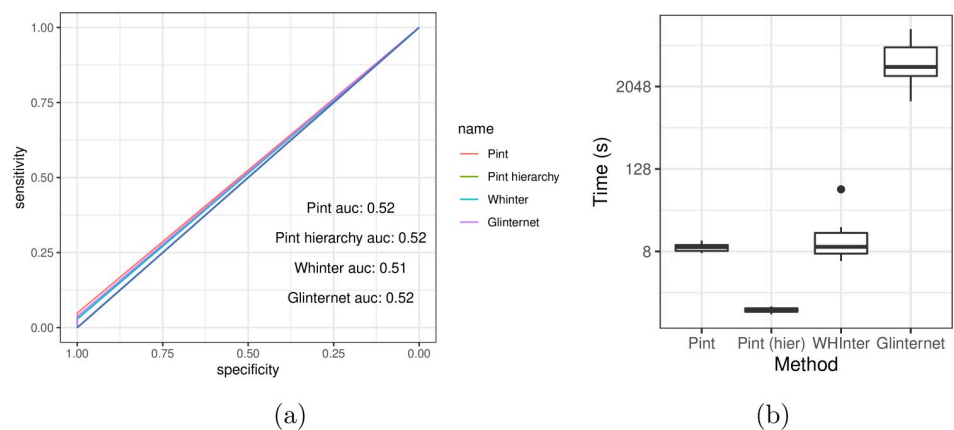 1.00
0.75
0.50
0.25
0.00
sensitivity
Pint auc: 0.52
Pint hierarchy auc: 0.52
Whinter auc: 0.51
Glinternet auc: 0.52
1.00 0.75 0.50 0.25 0.00
specificity
name
Pint
Pint hierarchy
Whinter
Glinternet
(a)
Time (s)
2048
128
8
Pint Pint (hier) WHInter Glinternet
Method
(b)